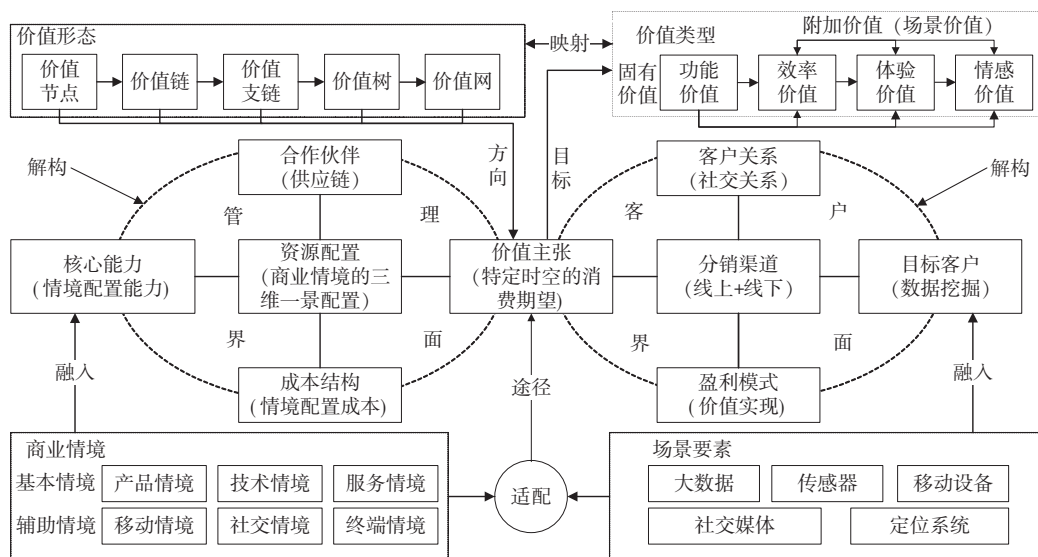 价值形态
价值
节点
价值链
价值
支链
价值树
价值网
映射
价值类型
附加价值（场景价值）
固有
价值
功能
价值
效率
价值
体验
价值
情感
价值
方
向
目
标
解构
合作伙伴
(供应链)
客户关系
(社交关系)
解构
管
理
客
户
核心能力
(情境配置能力)
资源配置
(商业情境的三
维一景配置)
价值主张
(特定时空的消
费期望)
分销渠道
(线上+线下)
目标客户
(数据挖掘)
界
面
界
面
融入
成本结构
(情境配置成本)
途径
盈利模式
(价值实现)
融入
商业情境
基本情境
产品情境
技术情境
服务情境
辅助情境
移动情境
社交情境
终端情境
适配
场景要素
大数据
传感器
移动设备
社交媒体
定位系统